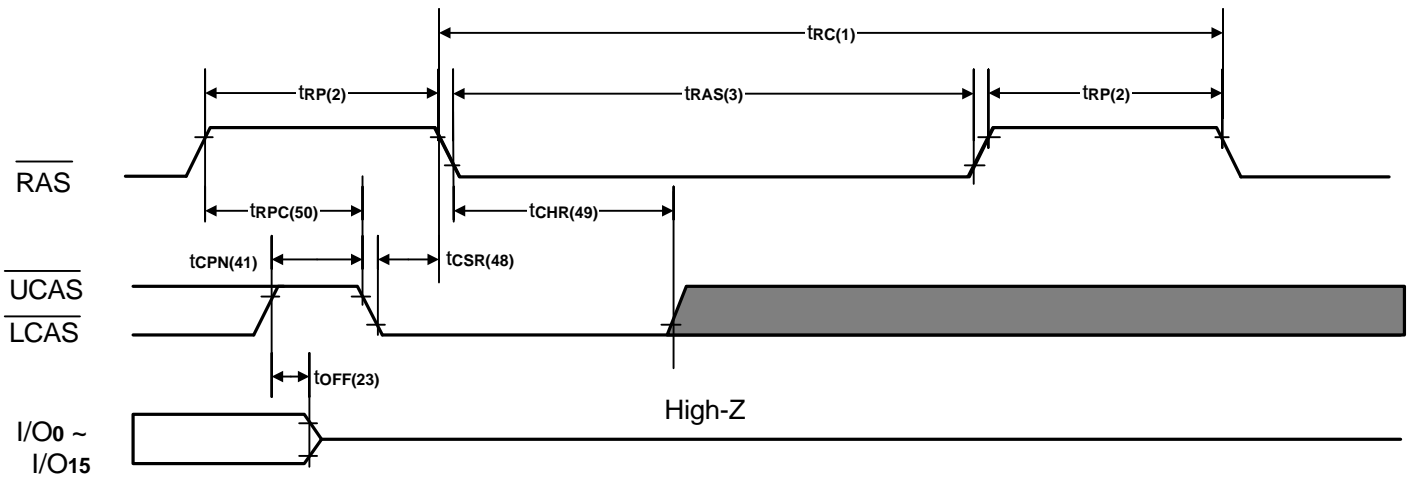 tRC(1)
tRP(2)
tRAS(3)
tRP(2)
RAS
tRPC(50)
tCHR(49)
tCPN(41)
tCSR(48)
UCAS
LCAS
tOFF(23)
High-Z
I/O0 ~
I/O15